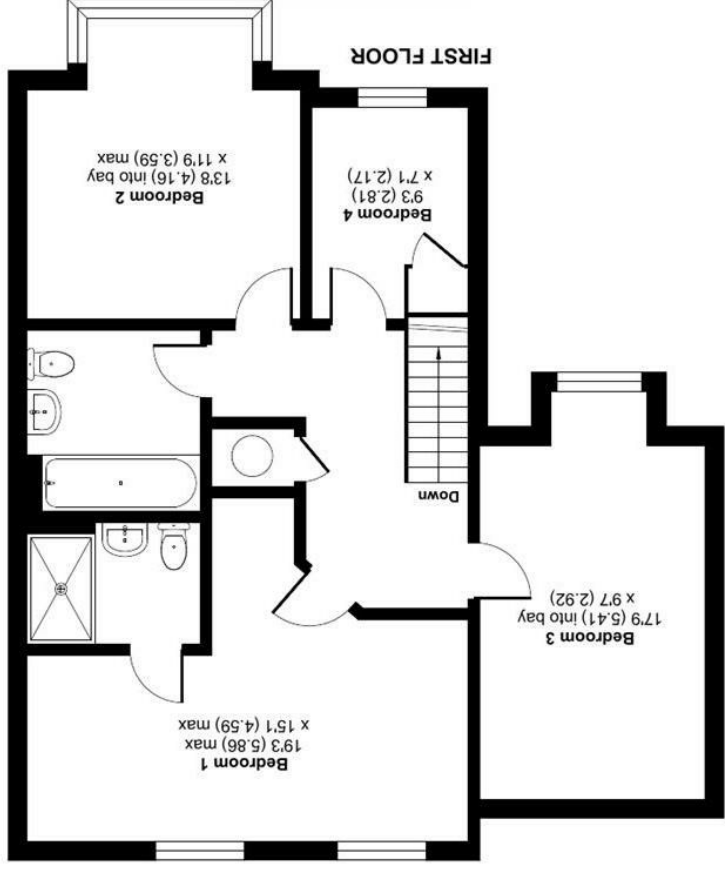 Bedroom 1
19'3 (5.86) max
x 15'1 (4.59) max
Bedroom 3
17'9 (5.41) into bay
x 9'7 (2.92)
Down
Bedroom 4
9'3 (2.81)
x 7'1 (2.17)
Bedroom 2
13'8 (4.16) into bay
x 11'9 (3.59) max
FIRST FLOOR